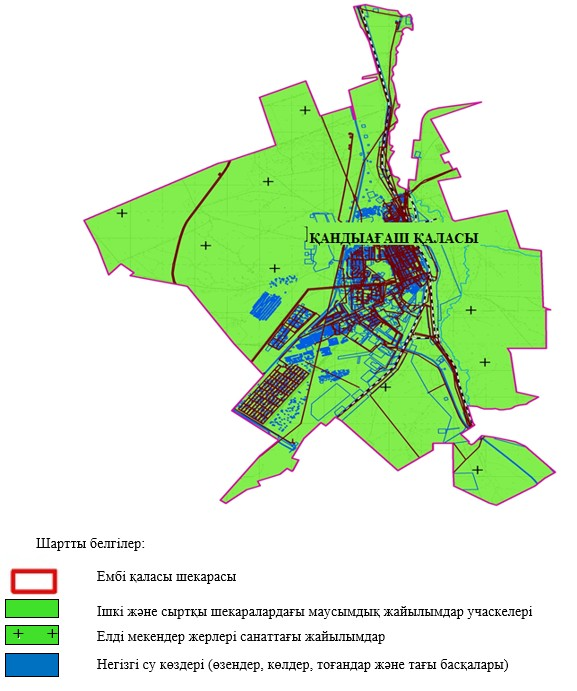 ҚАНДЫАҒАШ ҚАЛАСЫ
Шартты белгілер:
Ембі қаласы шекарасы
Ішкі және сыртқы шекаралардағы маусымдық жайылымдар учаскелері
Елді мекендер жерлері санаттағы жайылымдар
Негізгі су көздері (өзендер, көлдер, тоғандар және тағы басқалары)